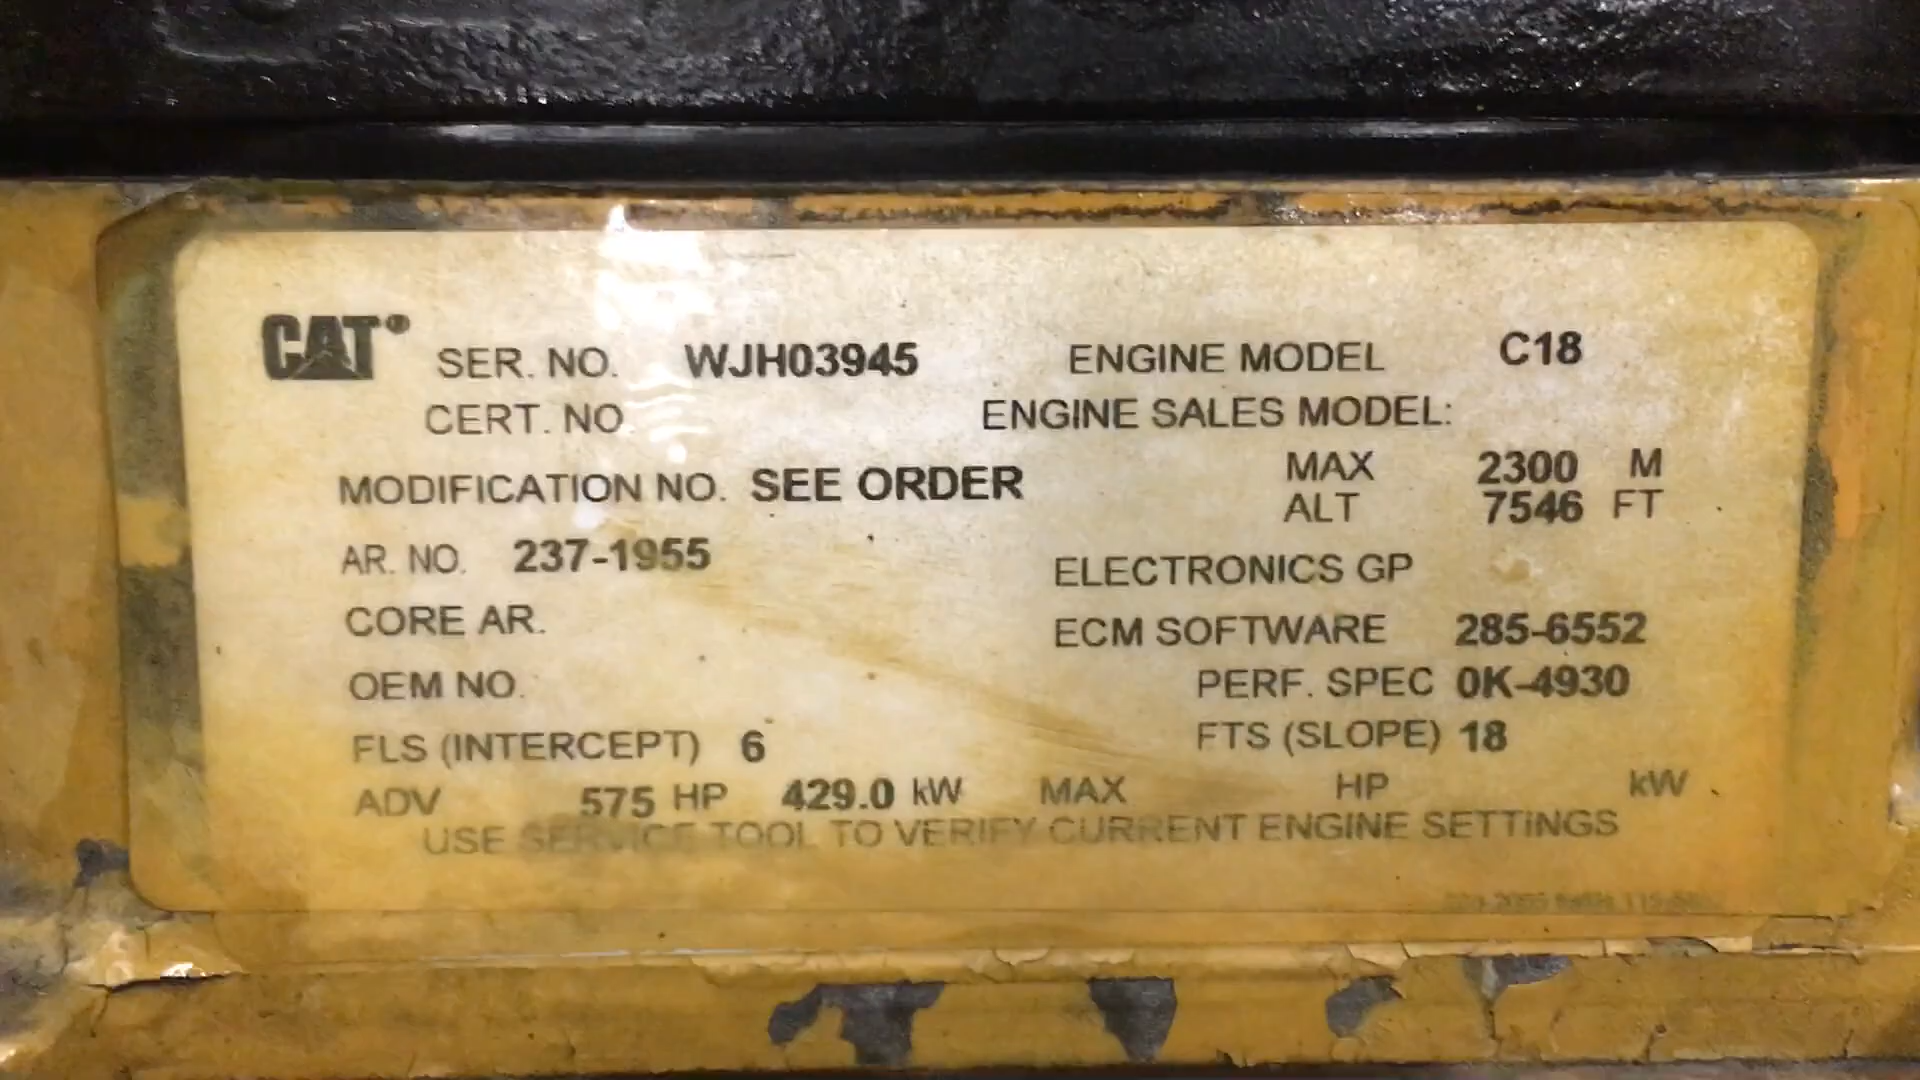 CAT® SER. NO. WJH03945 ENGINE MODEL C18
CERT. NO. ENGINE SALES MODEL:
MODIFICATION NO. SEE ORDER MAX 2300 M
ALT 7546 FT
AR. NO. 237-1955 ELECTRONICS GP
CORE AR. ECM SOFTWARE 285-6552
OEM NO. PERF. SPEC 0K-4930
FLS (INTERCEPT) 6 FTS (SLOPE) 18
ADV 575 HP 429.0 kW MAX HP kW
USE SERVICE TOOL TO VERIFY CURRENT ENGINE SETTINGS